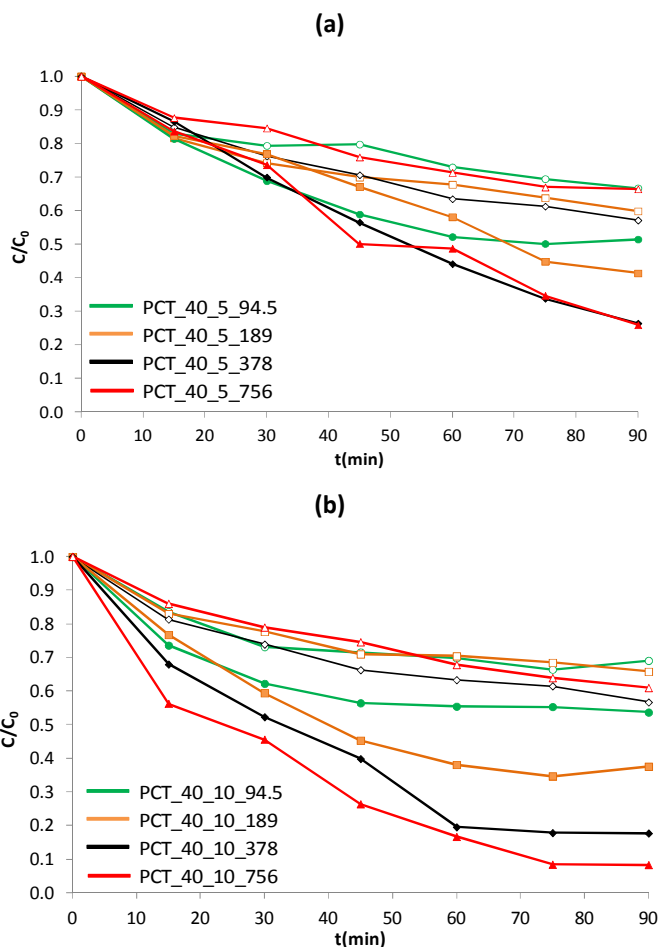 (a)
1.0
0.9
0.8
0.7
0.6
0.5
0.4
0.3
0.2
0.1
0.0
C/C₀
PCT_40_5_94.5
PCT_40_5_189
PCT_40_5_378
PCT_40_5_756
0 10 20 30 40 50 60 70 80 90
t(min)
(b)
1.0
0.9
0.8
0.7
0.6
0.5
0.4
0.3
0.2
0.1
0.0
C/C₀
PCT_40_10_94.5
PCT_40_10_189
PCT_40_10_378
PCT_40_10_756
0 10 20 30 40 50 60 70 80 90
t(min)